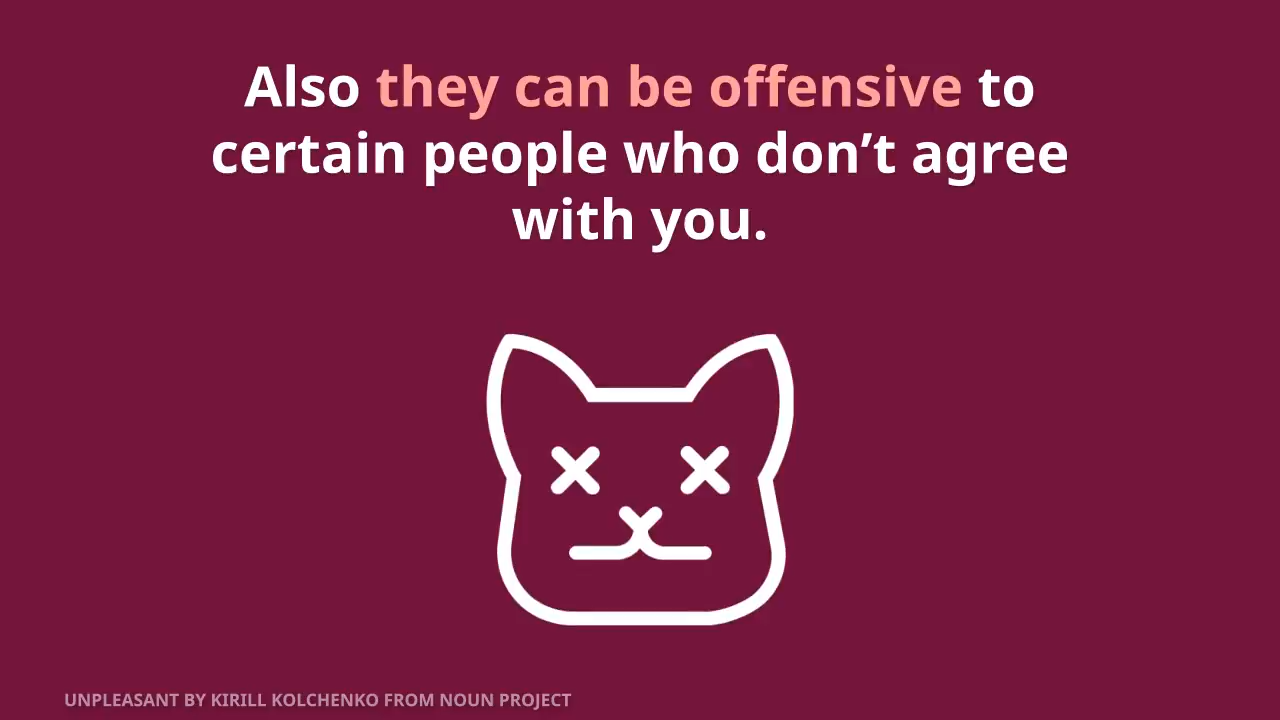 Also they can be offensive to
certain people who don’t agree
with you.
UNPLEASANT BY KIRILL KOLCHENKO FROM NOUN PROJECT